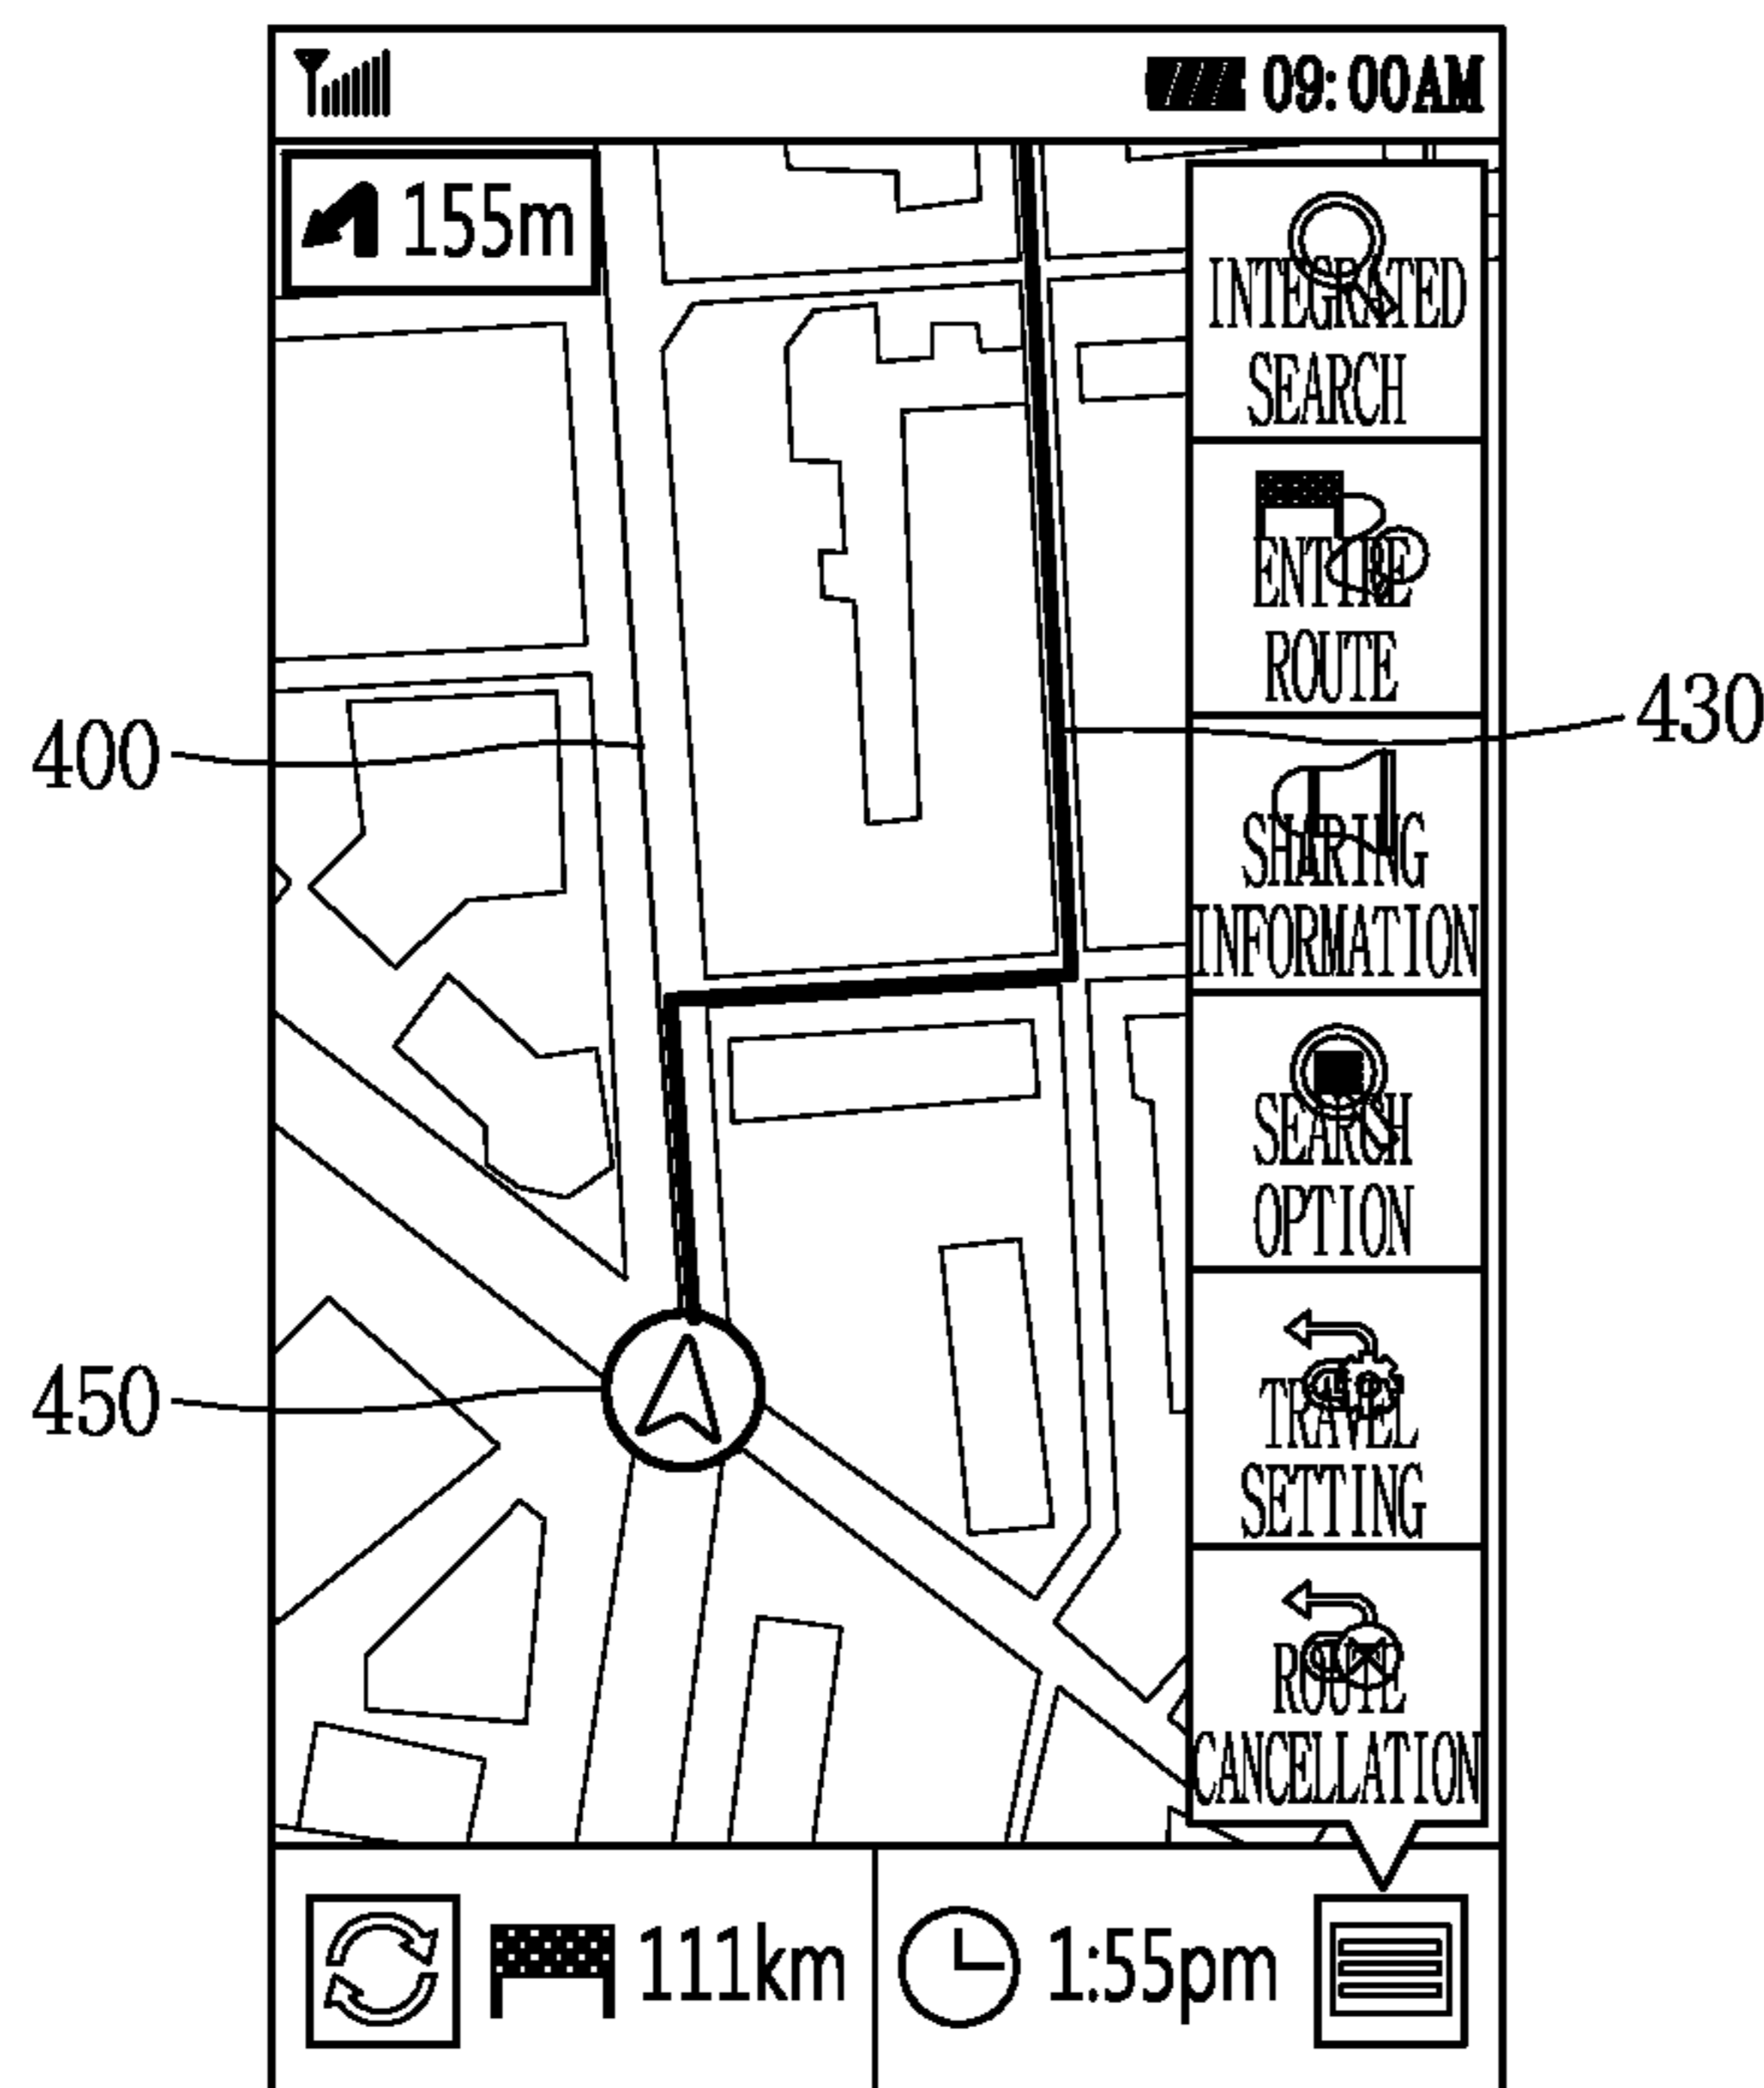 09:00AM
155m
INTEGRATED
SEARCH
ENTIRE
ROUTE
430
400
SHARING
INFORMATION
SEARCH
OPTION
450
TRAVEL
SETTING
ROUTE
CANCELLATION
111km
1:55pm